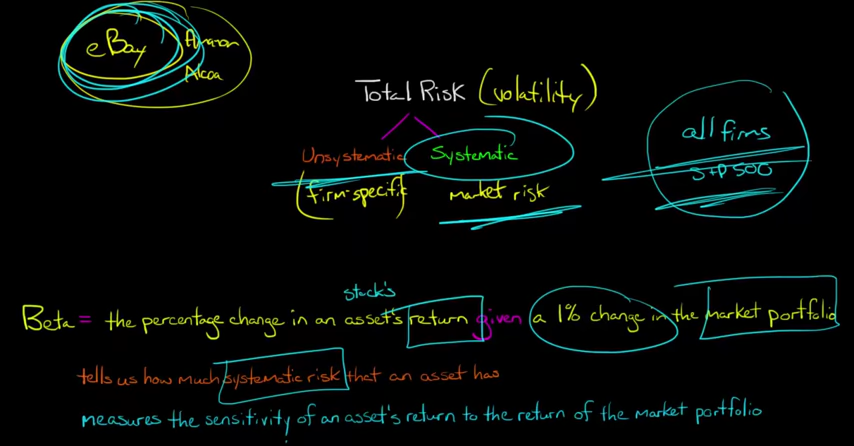 eBay
Amazon
Alcoa
Total Risk (volatility)
Unsystematic
Systematic
(firm-specific)
market risk
all firms
S+P 500
stock's
Beta = the percentage change in an asset's return given a 1% change in the market portfolio
tells us how much systematic risk that an asset has
measures the sensitivity of an asset's return to the return of the market portfolio